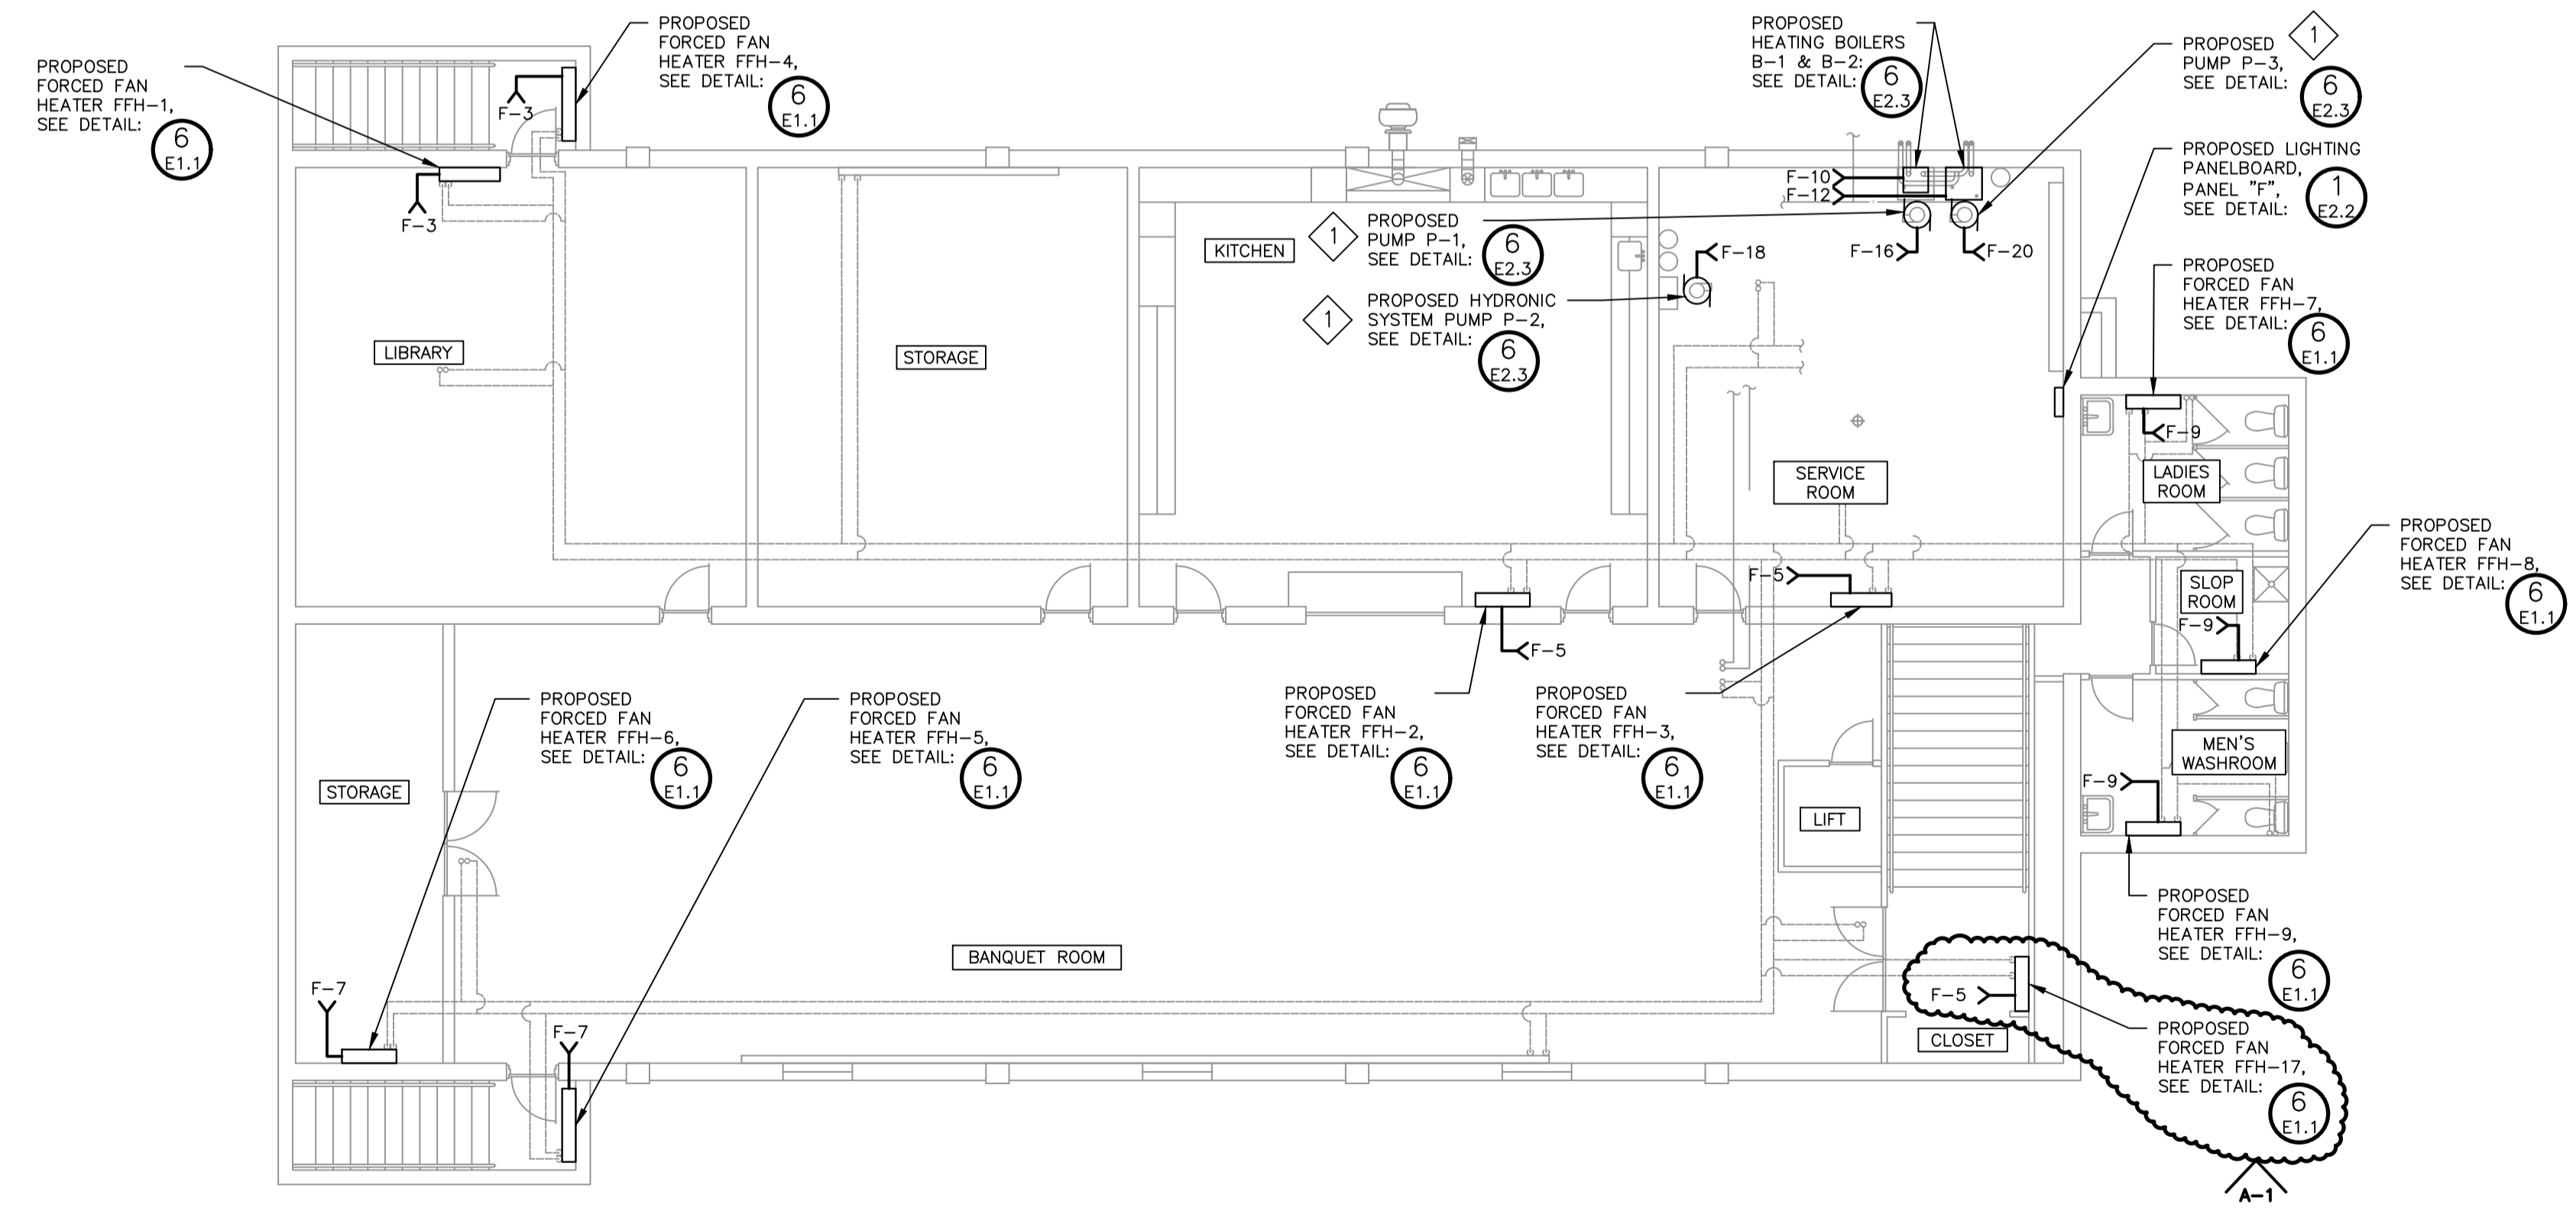 PROPOSED
FORCED FAN
HEATER FFH-1,
SEE DETAIL:
6
E1.1
PROPOSED
FORCED FAN
HEATER FFH-4,
SEE DETAIL:
6
E1.1
F-3
F-3
PROPOSED
HEATING BOILERS
B-1 & B-2:
SEE DETAIL:
6
E2.3
1
PROPOSED
PUMP P-3,
SEE DETAIL:
6
E2.3
PROPOSED LIGHTING
PANELBOARD,
PANEL "F",
SEE DETAIL:
1
E2.2
F-10
F-12
F-16
F-20
F-18
KITCHEN
1
PROPOSED
PUMP P-1,
SEE DETAIL:
6
E2.3
1
PROPOSED HYDRONIC
SYSTEM PUMP P-2,
SEE DETAIL:
6
E2.3
PROPOSED
FORCED FAN
HEATER FFH-7,
SEE DETAIL:
6
E1.1
LIBRARY
STORAGE
SERVICE
ROOM
F-9
LADIES
ROOM
PROPOSED
FORCED FAN
HEATER FFH-8,
SEE DETAIL:
6
E1.1
F-5
SLOP
ROOM
F-9
F-5
PROPOSED
FORCED FAN
HEATER FFH-6,
SEE DETAIL:
6
E1.1
PROPOSED
FORCED FAN
HEATER FFH-5,
SEE DETAIL:
6
E1.1
PROPOSED
FORCED FAN
HEATER FFH-2,
SEE DETAIL:
6
E1.1
PROPOSED
FORCED FAN
HEATER FFH-3,
SEE DETAIL:
6
E1.1
MEN'S
WASHROOM
F-9
STORAGE
LIFT
PROPOSED
FORCED FAN
HEATER FFH-9,
SEE DETAIL:
6
E1.1
BANQUET ROOM
F-7
F-7
F-5
CLOSET
PROPOSED
FORCED FAN
HEATER FFH-17,
SEE DETAIL:
6
E1.1
A-1